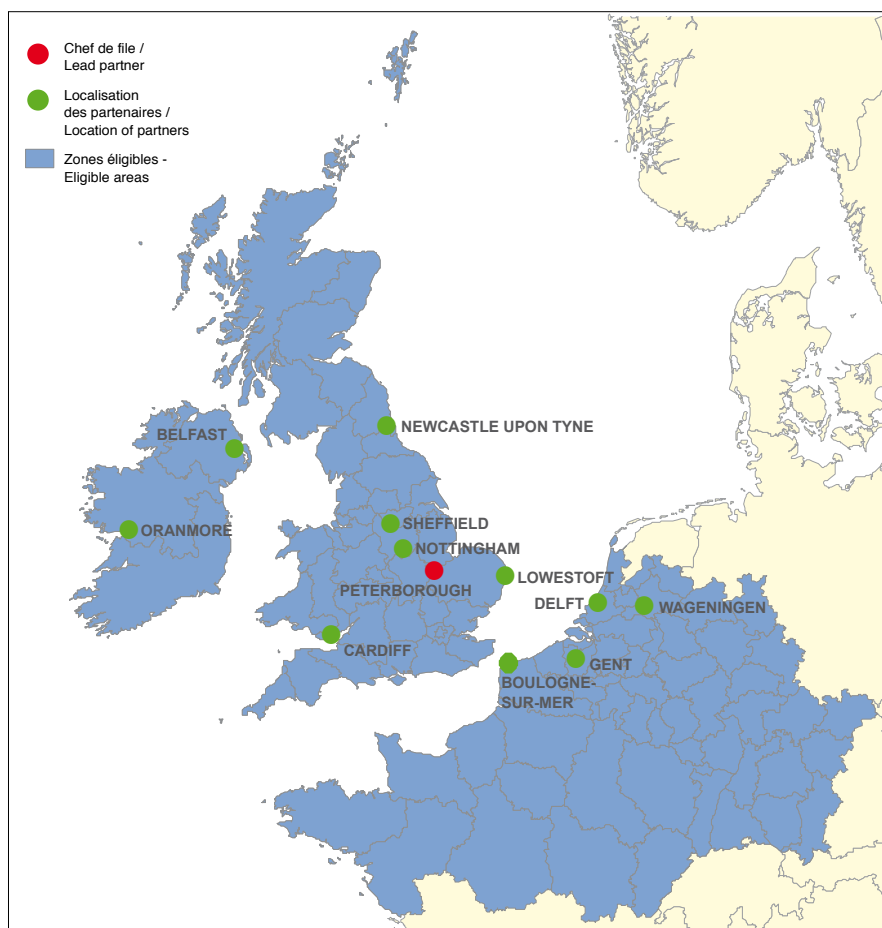 Chef de file /
Lead partner
Localisation
des partenaires /
Location of partners
Zones éligibles -
Eligible areas
NEWCASTLE UPON TYNE
BELFAST
SHEFFIELD
ORANMORE
NOTTINGHAM
LOWESTOFT
PETERBOROUGH
DELFT
WAGENINGEN
CARDIFF
GENT
BOULOGNE-
SUR-MER